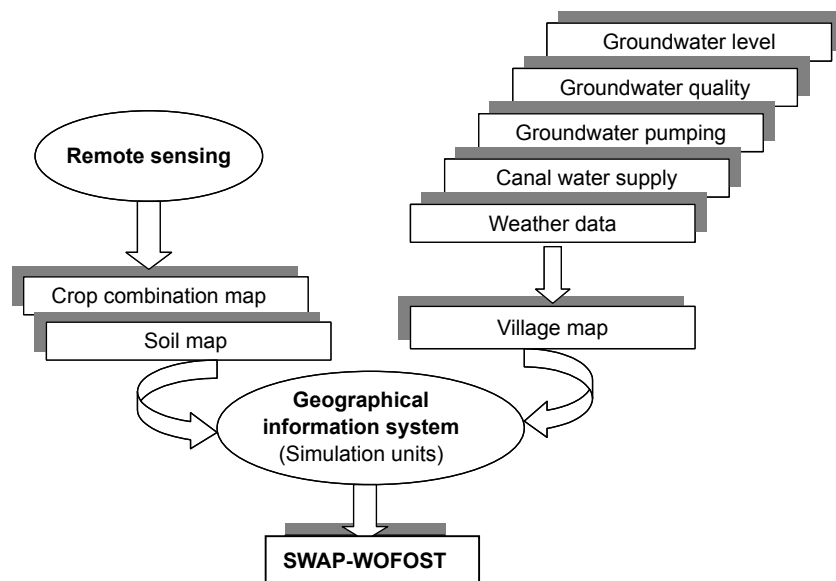 Groundwater level
Groundwater quality
Groundwater pumping
Canal water supply
Weather data
Remote sensing
Crop combination map
Soil map
Village map
Geographical
information system
(Simulation units)
SWAP-WOFOST